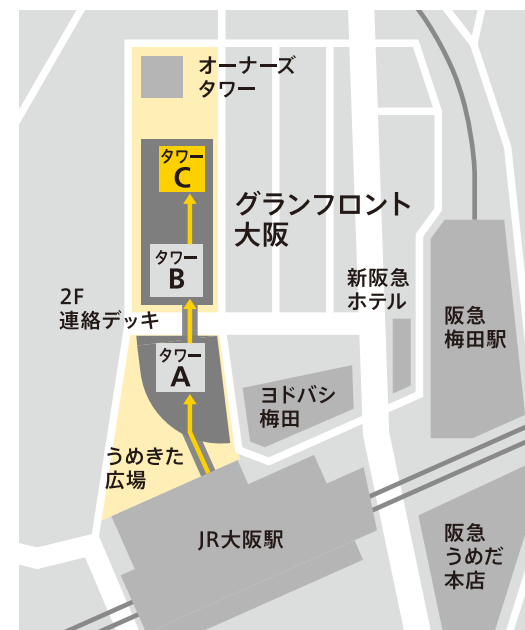 オーナーズ
タワー
タワー
C
グランフロント
大阪
タワー
B
新阪急
ホテル
2F
連絡デッキ
阪急
梅田駅
タワー
A
ヨドバシ
梅田
うめきた
広場
JR大阪駅
阪急
うめだ
本店